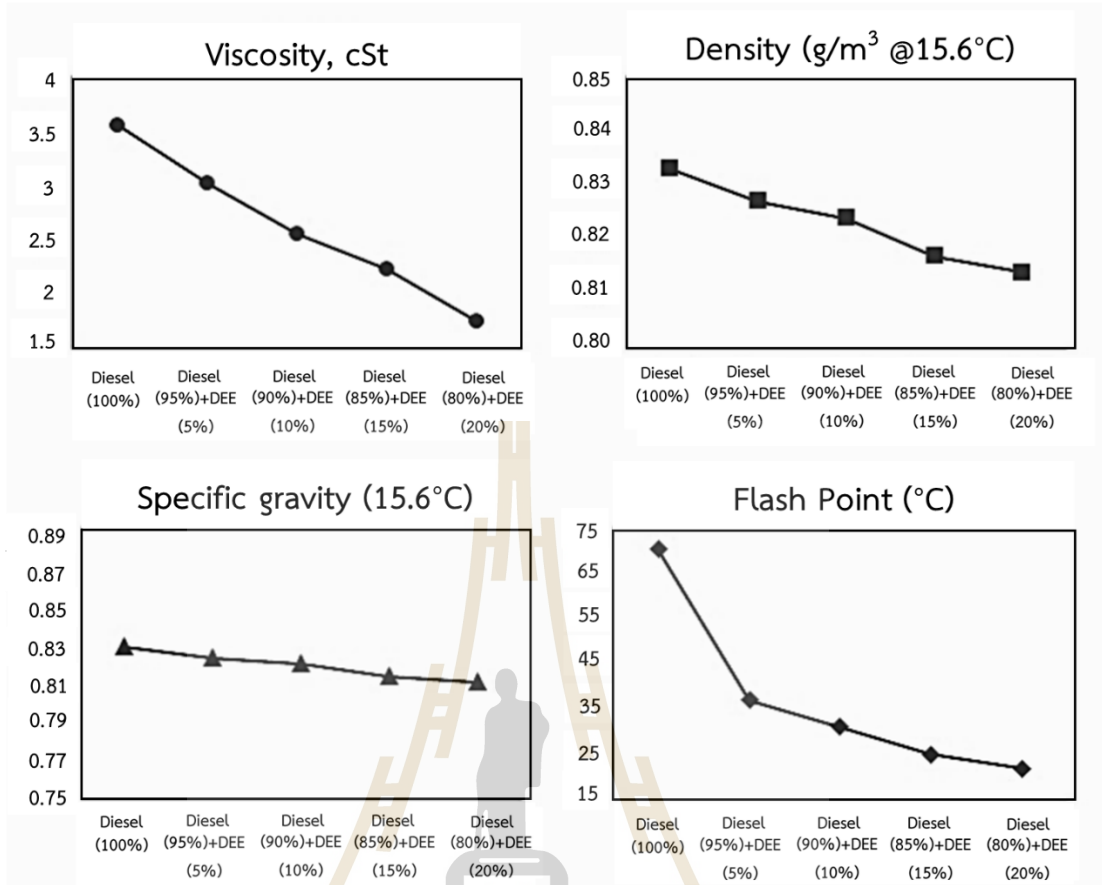 Viscosity, cSt
4
3.5
3
2.5
2
1.5
Diesel
(100%)
Diesel
(95%)+DEE
(5%)
Diesel
(90%)+DEE
(10%)
Diesel
(85%)+DEE
(15%)
Diesel
(80%)+DEE
(20%)
Density (g/m³ @15.6°C)
0.85
0.84
0.83
0.82
0.81
0.80
Diesel
(100%)
Diesel
(95%)+DEE
(5%)
Diesel
(90%)+DEE
(10%)
Diesel
(85%)+DEE
(15%)
Diesel
(80%)+DEE
(20%)
Specific gravity (15.6°C)
0.89
0.87
0.85
0.83
0.81
0.79
0.77
0.75
Diesel
(100%)
Diesel
(95%)+DEE
(5%)
Diesel
(90%)+DEE
(10%)
Diesel
(85%)+DEE
(15%)
Diesel
(80%)+DEE
(20%)
Flash Point (°C)
75
65
55
45
35
25
15
Diesel
(100%)
Diesel
(95%)+DEE
(5%)
Diesel
(90%)+DEE
(10%)
Diesel
(85%)+DEE
(15%)
Diesel
(80%)+DEE
(20%)